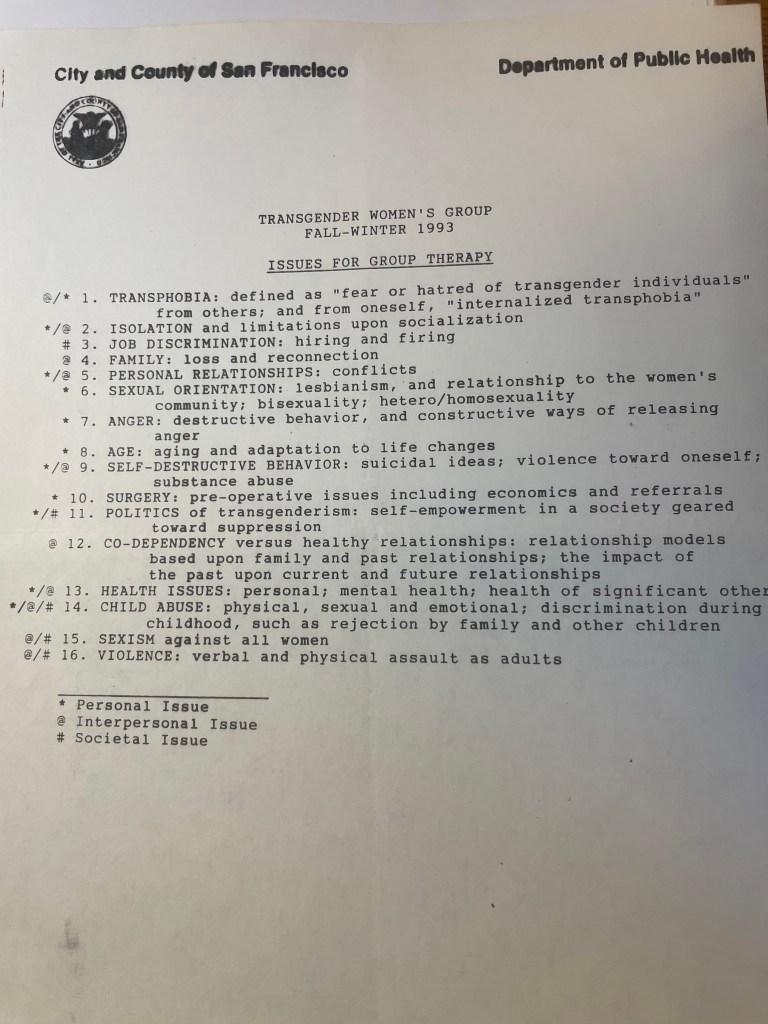 City and County of San Francisco
Department of Public Health
TRANSGENDER WOMEN'S GROUP
FALL-WINTER 1993
ISSUES FOR GROUP THERAPY
@/* 1. TRANSPHOBIA: defined as "fear or hatred of transgender individuals"
from others; and from oneself, "internalized transphobia"
*/@ 2. ISOLATION and limitations upon socialization
# 3. JOB DISCRIMINATION: hiring and firing
@ 4. FAMILY: loss and reconnection
*/@ 5. PERSONAL RELATIONSHIPS: conflicts
* 6. SEXUAL ORIENTATION: lesbianism, and relationship to the women's
community; bisexuality; hetero/homosexuality
* 7. ANGER: destructive behavior, and constructive ways of releasing
anger
* 8. AGE: aging and adaptation to life changes
*/@ 9. SELF-DESTRUCTIVE BEHAVIOR: suicidal ideas; violence toward oneself;
substance abuse
* 10. SURGERY: pre-operative issues including economics and referrals
*/# 11. POLITICS of transgenderism: self-empowerment in a society geared
toward suppression
@ 12. CO-DEPENDENCY versus healthy relationships: relationship models
based upon family and past relationships; the impact of
the past upon current and future relationships
*/@ 13. HEALTH ISSUES: personal; mental health; health of significant other
*/@/# 14. CHILD ABUSE: physical, sexual and emotional; discrimination during
childhood, such as rejection by family and other children
@/# 15. SEXISM against all women
@/# 16. VIOLENCE: verbal and physical assault as adults
* Personal Issue
@ Interpersonal Issue
# Societal Issue